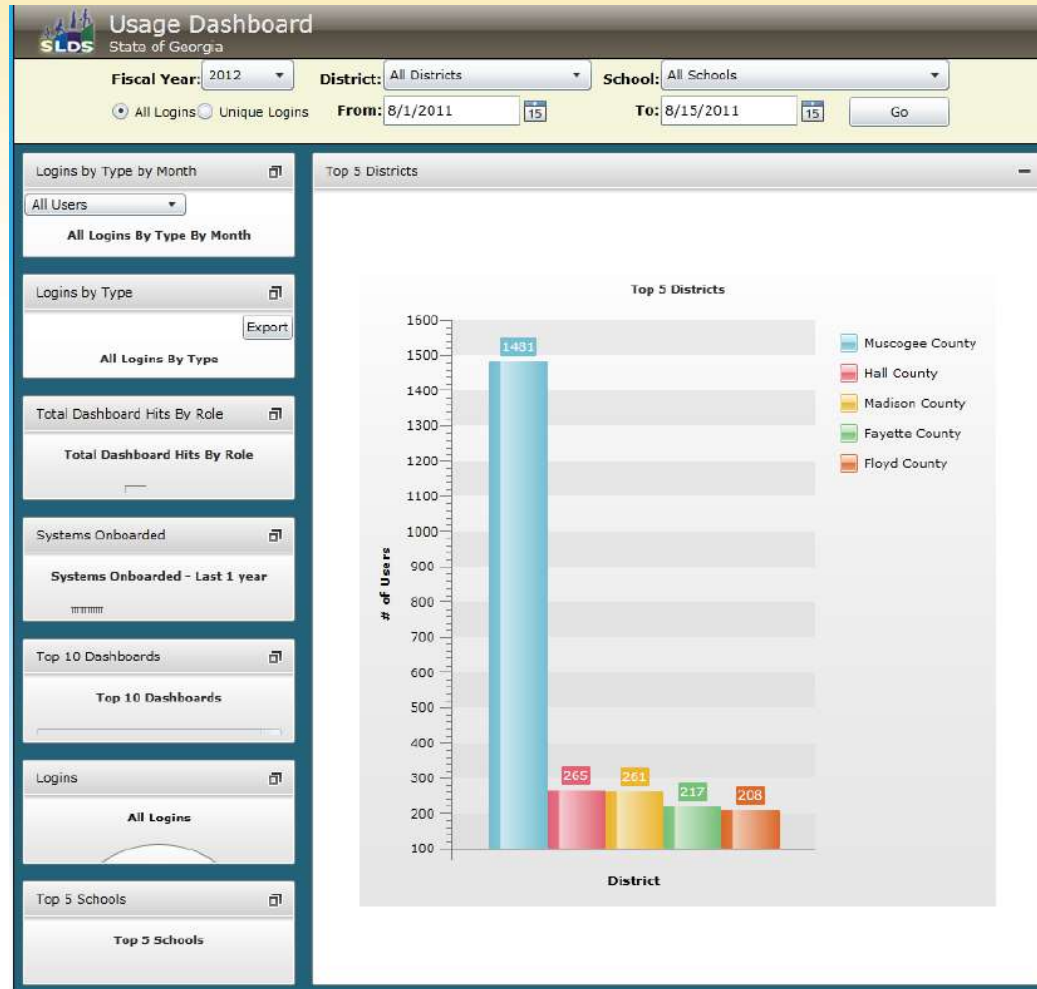 Usage Dashboard
SLDS State of Georgia
Fiscal Year: 2012 District: All Districts School: All Schools
All Logins Unique Logins From: 8/1/2011 15 To: 8/15/2011 15 Go
Logins by Type by Month
All Users
All Logins By Type By Month
Logins by Type
Export
All Logins By Type
Total Dashboard Hits By Role
Total Dashboard Hits By Role
Systems Onboarded
Systems Onboarded - Last 1 year
Top 10 Dashboards
Top 10 Dashboards
Logins
All Logins
Top 5 Schools
Top 5 Schools
Top 5 Districts
Top 5 Districts
1600
1500
1400
1300
1200
1100
1000
900
800
700
600
500
400
300
200
100
# of Users
1481
265
261
217
208
District
Muscogee County
Hall County
Madison County
Fayette County
Floyd County